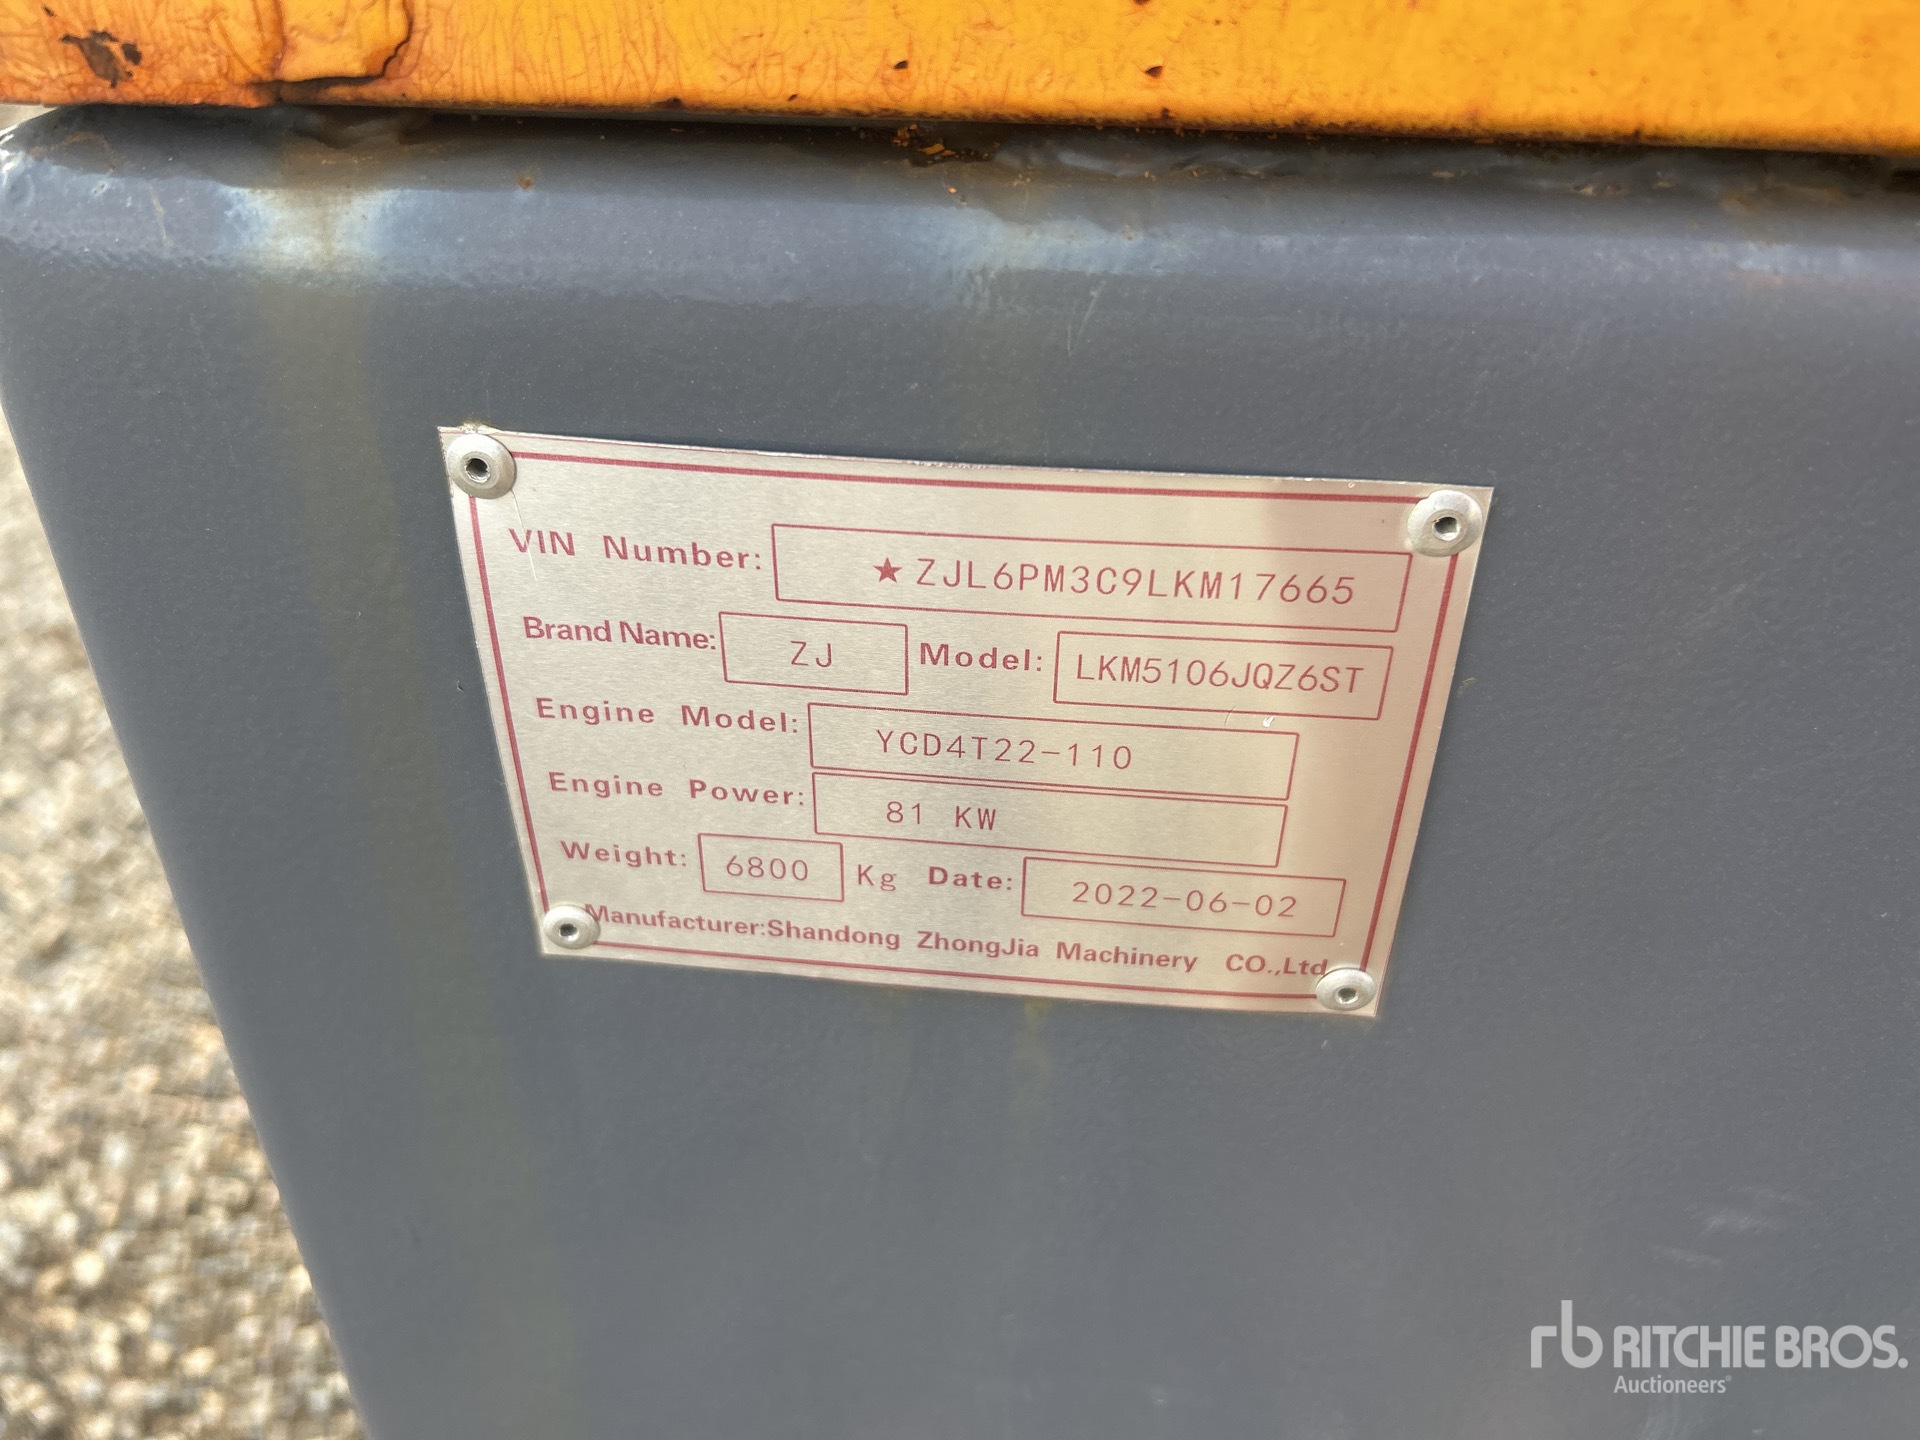 VIN Number: ★ZJL6PM3C9LKM17665
Brand Name: ZJ Model: LKM5106JQZ6ST
Engine Model: YCD4T22-110
Engine Power: 81 KW
Weight: 6800 Kg Date: 2022-06-02
Manufacturer:Shandong ZhongJia Machinery CO.,Ltd
rb RITCHIE BROS.
Auctioneers®